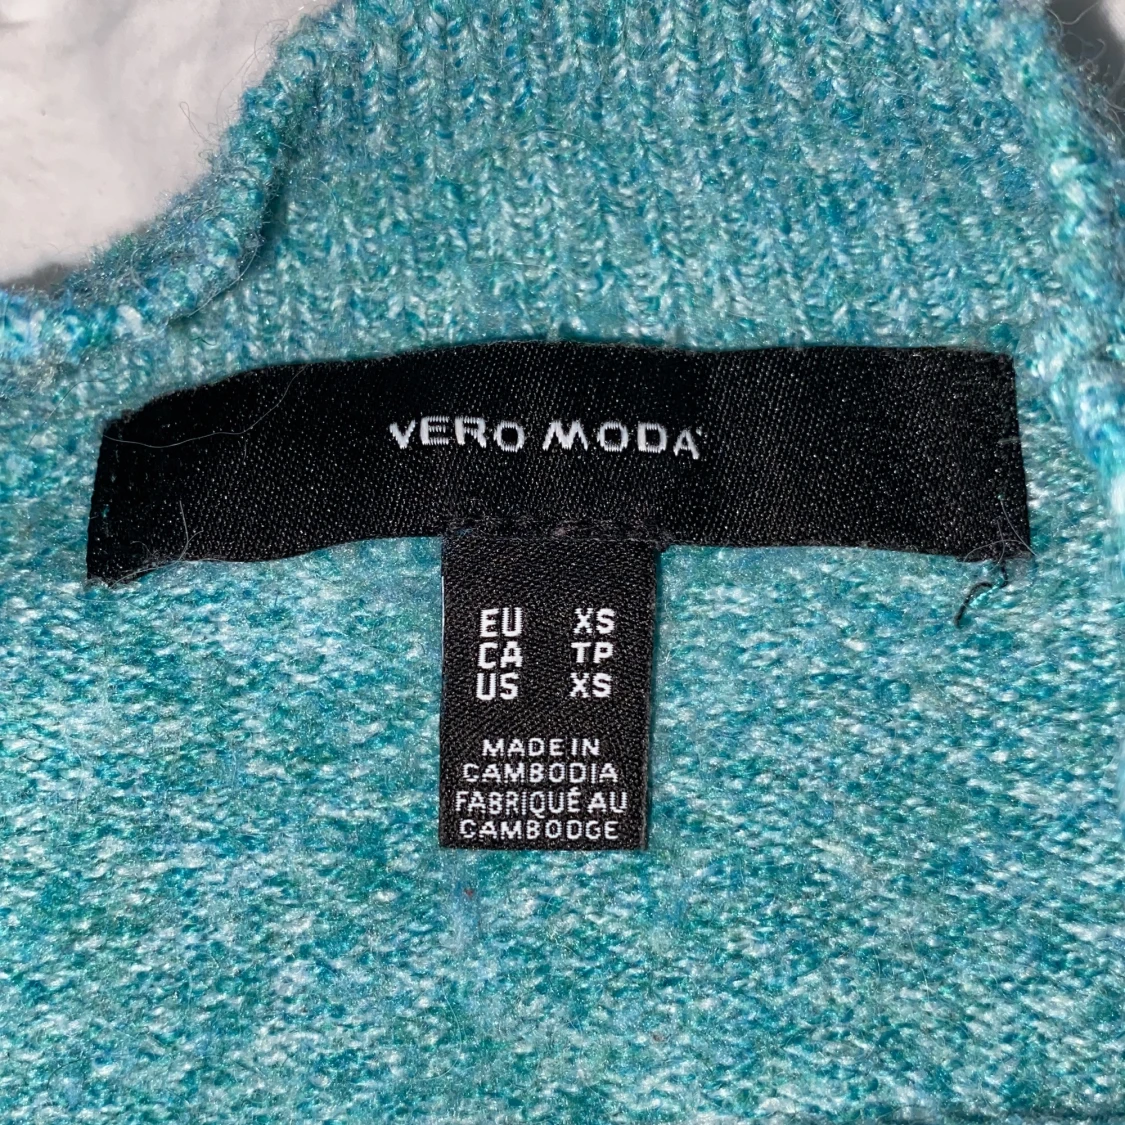 VERO MODA
EU XS
CA TP
US XS
MADE IN
CAMBODIA
FABRIQUÉ AU
CAMBODGE